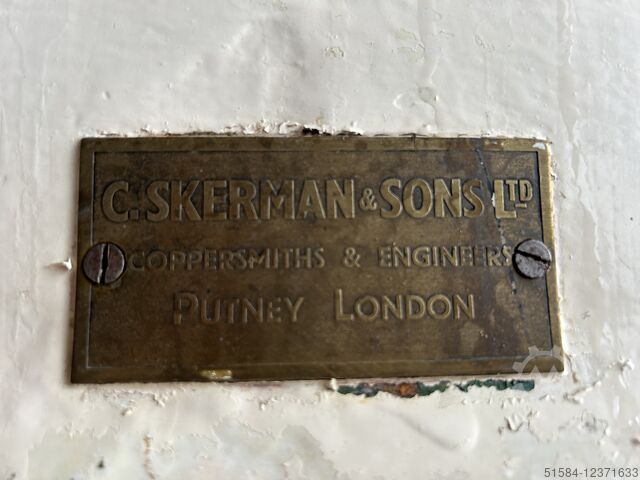 C. SKERMAN & SONS LTD
COPPERSMITHS & ENGINEERS
PUTNEY LONDON
51584-12371633